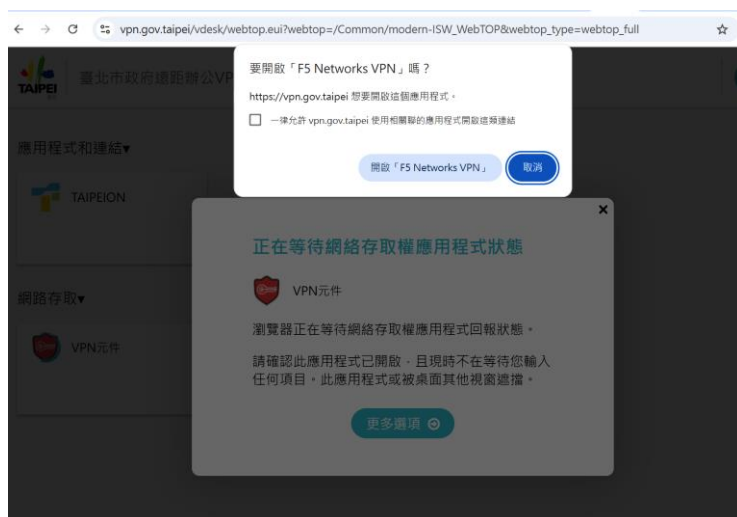 vpn.gov.taipei/vdesk/webtop.eui?webtop=/Common/modern-ISW_WebTOP&webtop_type=webtop_full
要開啟「F5 Networks VPN」嗎？
https://vpn.gov.taipei 想要開啟這個應用程式。
一律允許 vpn.gov.taipei 使用相關聯的應用程式開啟這類連結
開啟「F5 Networks VPN」
取消
TAIPEI
臺北市政府遠距辦公VP
應用程式和連結▾
TAIPEION
網路存取▾
VPN元件
×
正在等待網絡存取權應用程式狀態
VPN元件
瀏覽器正在等待網絡存取權應用程式回報狀態。
請確認此應用程式已開啟，且現時不在等待您輸入
任何項目。此應用程式或被桌面其他視窗遮擋。
更多選項